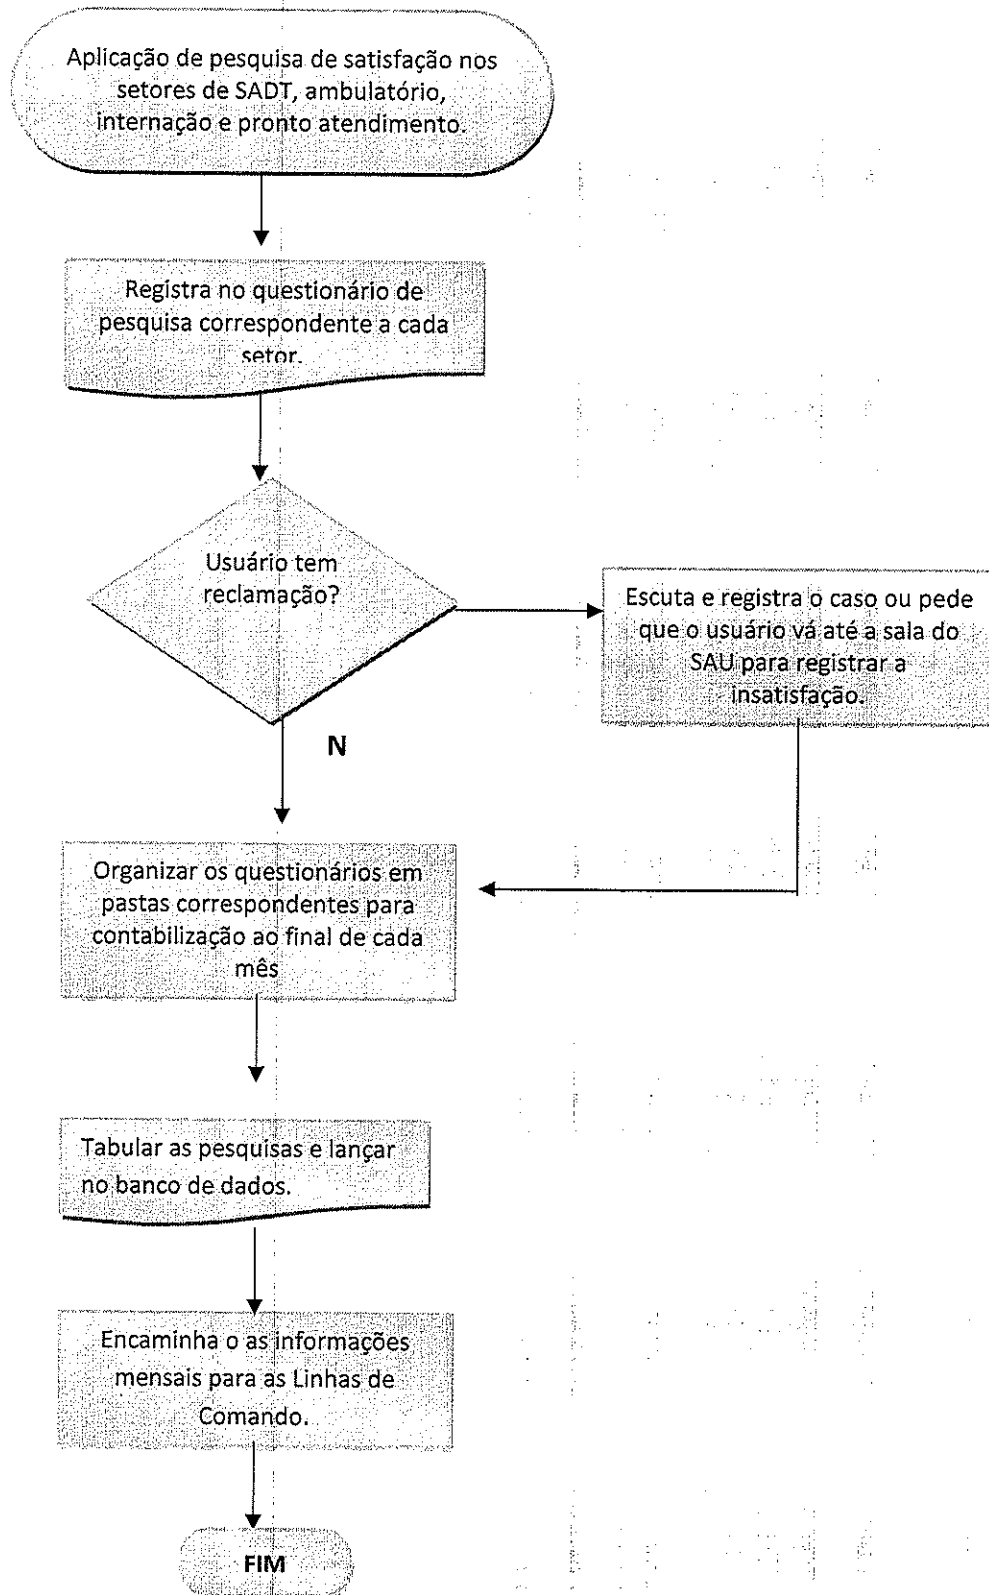 Aplicação de pesquisa de satisfação nos
setores de SADT, ambulatório,
internação e pronto atendimento.
Registra no questionário de
pesquisa correspondente a cada
setor.
Usuário tem
reclamação?
Escuta e registra o caso ou pede
que o usuário vá até a sala do
SAU para registrar a
insatisfação.
N
Organizar os questionários em
pastas correspondentes para
contabilização ao final de cada
mês
Tabular as pesquisas e lançar
no banco de dados.
Encaminha o as informações
mensais para as Linhas de
Comando.
FIM